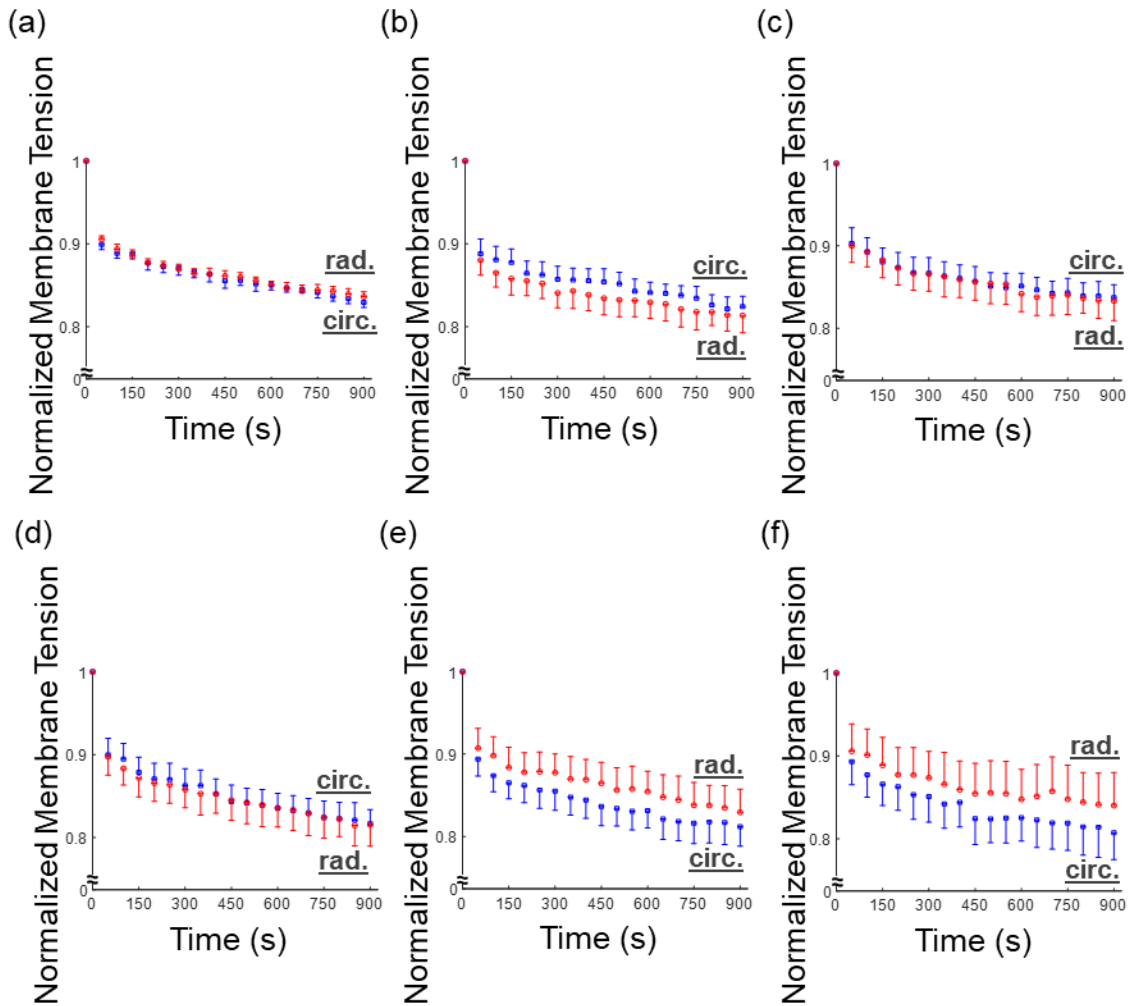 (a)
Normalized Membrane Tension
1
0.9
0.8
0
rad.
circ.
0 150 300 450 600 750 900
Time (s)
(b)
Normalized Membrane Tension
1
0.9
0.8
0
circ.
rad.
0 150 300 450 600 750 900
Time (s)
(c)
Normalized Membrane Tension
1
0.9
0.8
0
circ.
rad.
0 150 300 450 600 750 900
Time (s)
(d)
Normalized Membrane Tension
1
0.9
0.8
0
circ.
rad.
0 150 300 450 600 750 900
Time (s)
(e)
Normalized Membrane Tension
1
0.9
0.8
0
rad.
circ.
0 150 300 450 600 750 900
Time (s)
(f)
Normalized Membrane Tension
1
0.9
0.8
0
rad.
circ.
0 150 300 450 600 750 900
Time (s)